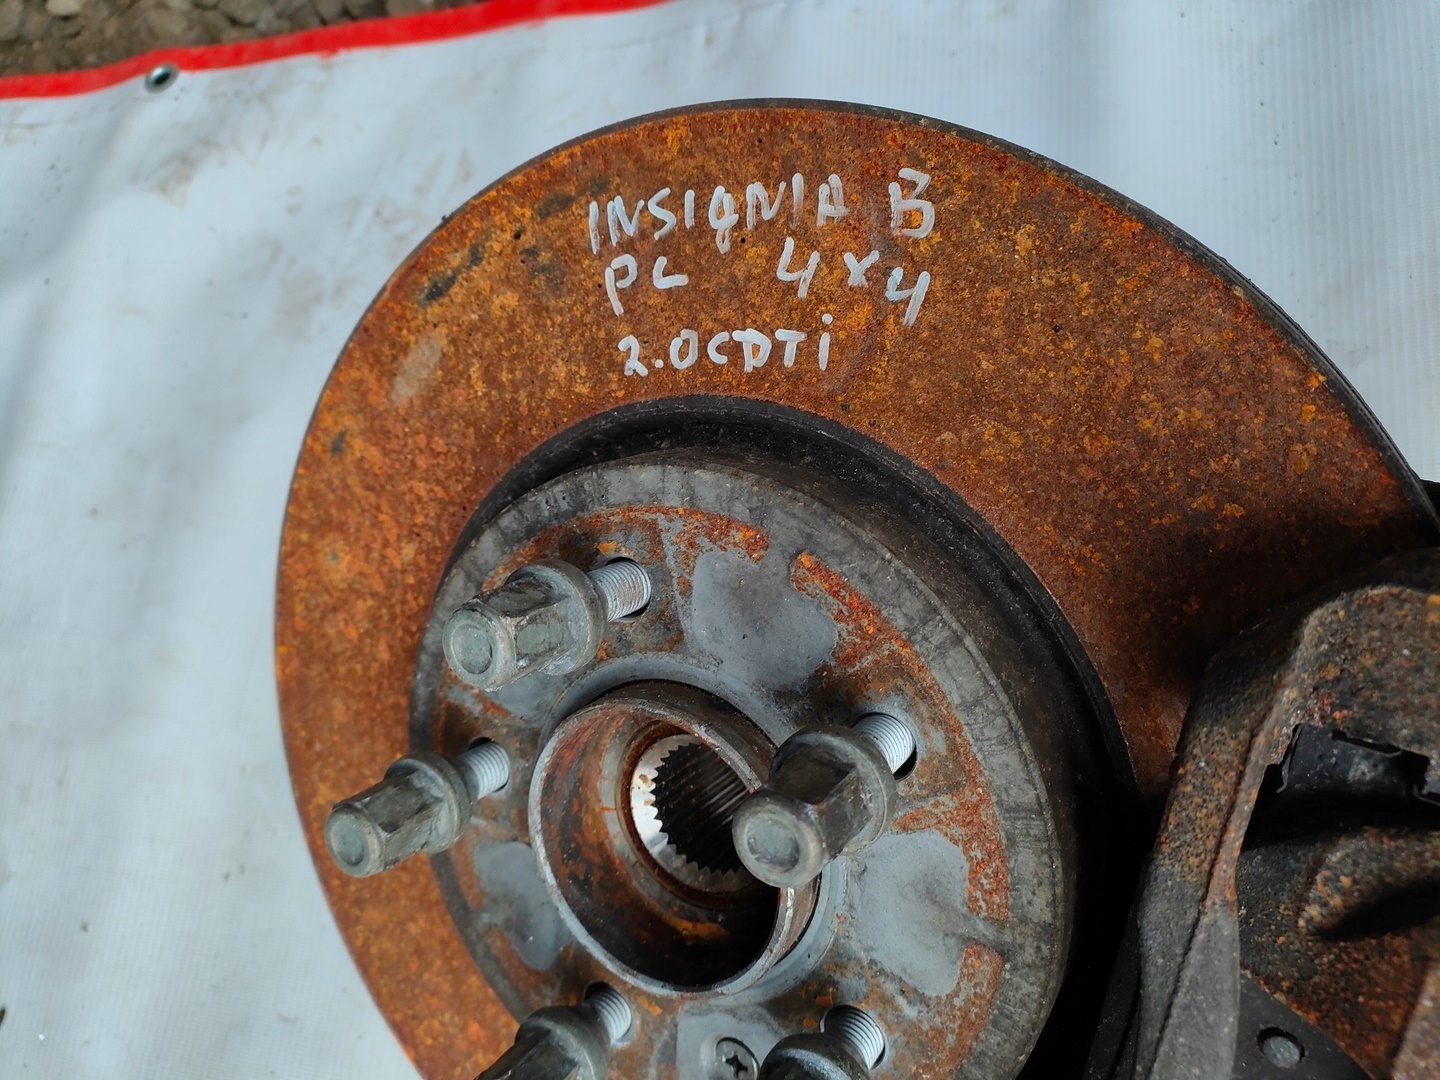 INSIGNIA B
PL 4x4
2.0CDTi